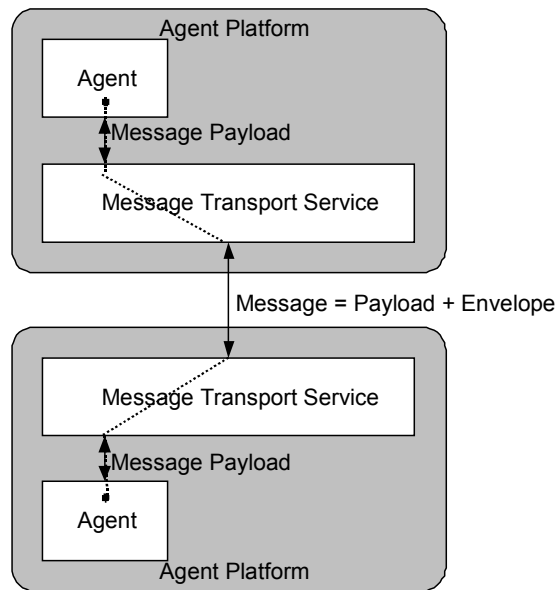 Agent Platform
Agent
Message Payload
Message Transport Service
Message = Payload + Envelope
Message Transport Service
Message Payload
Agent
Agent Platform